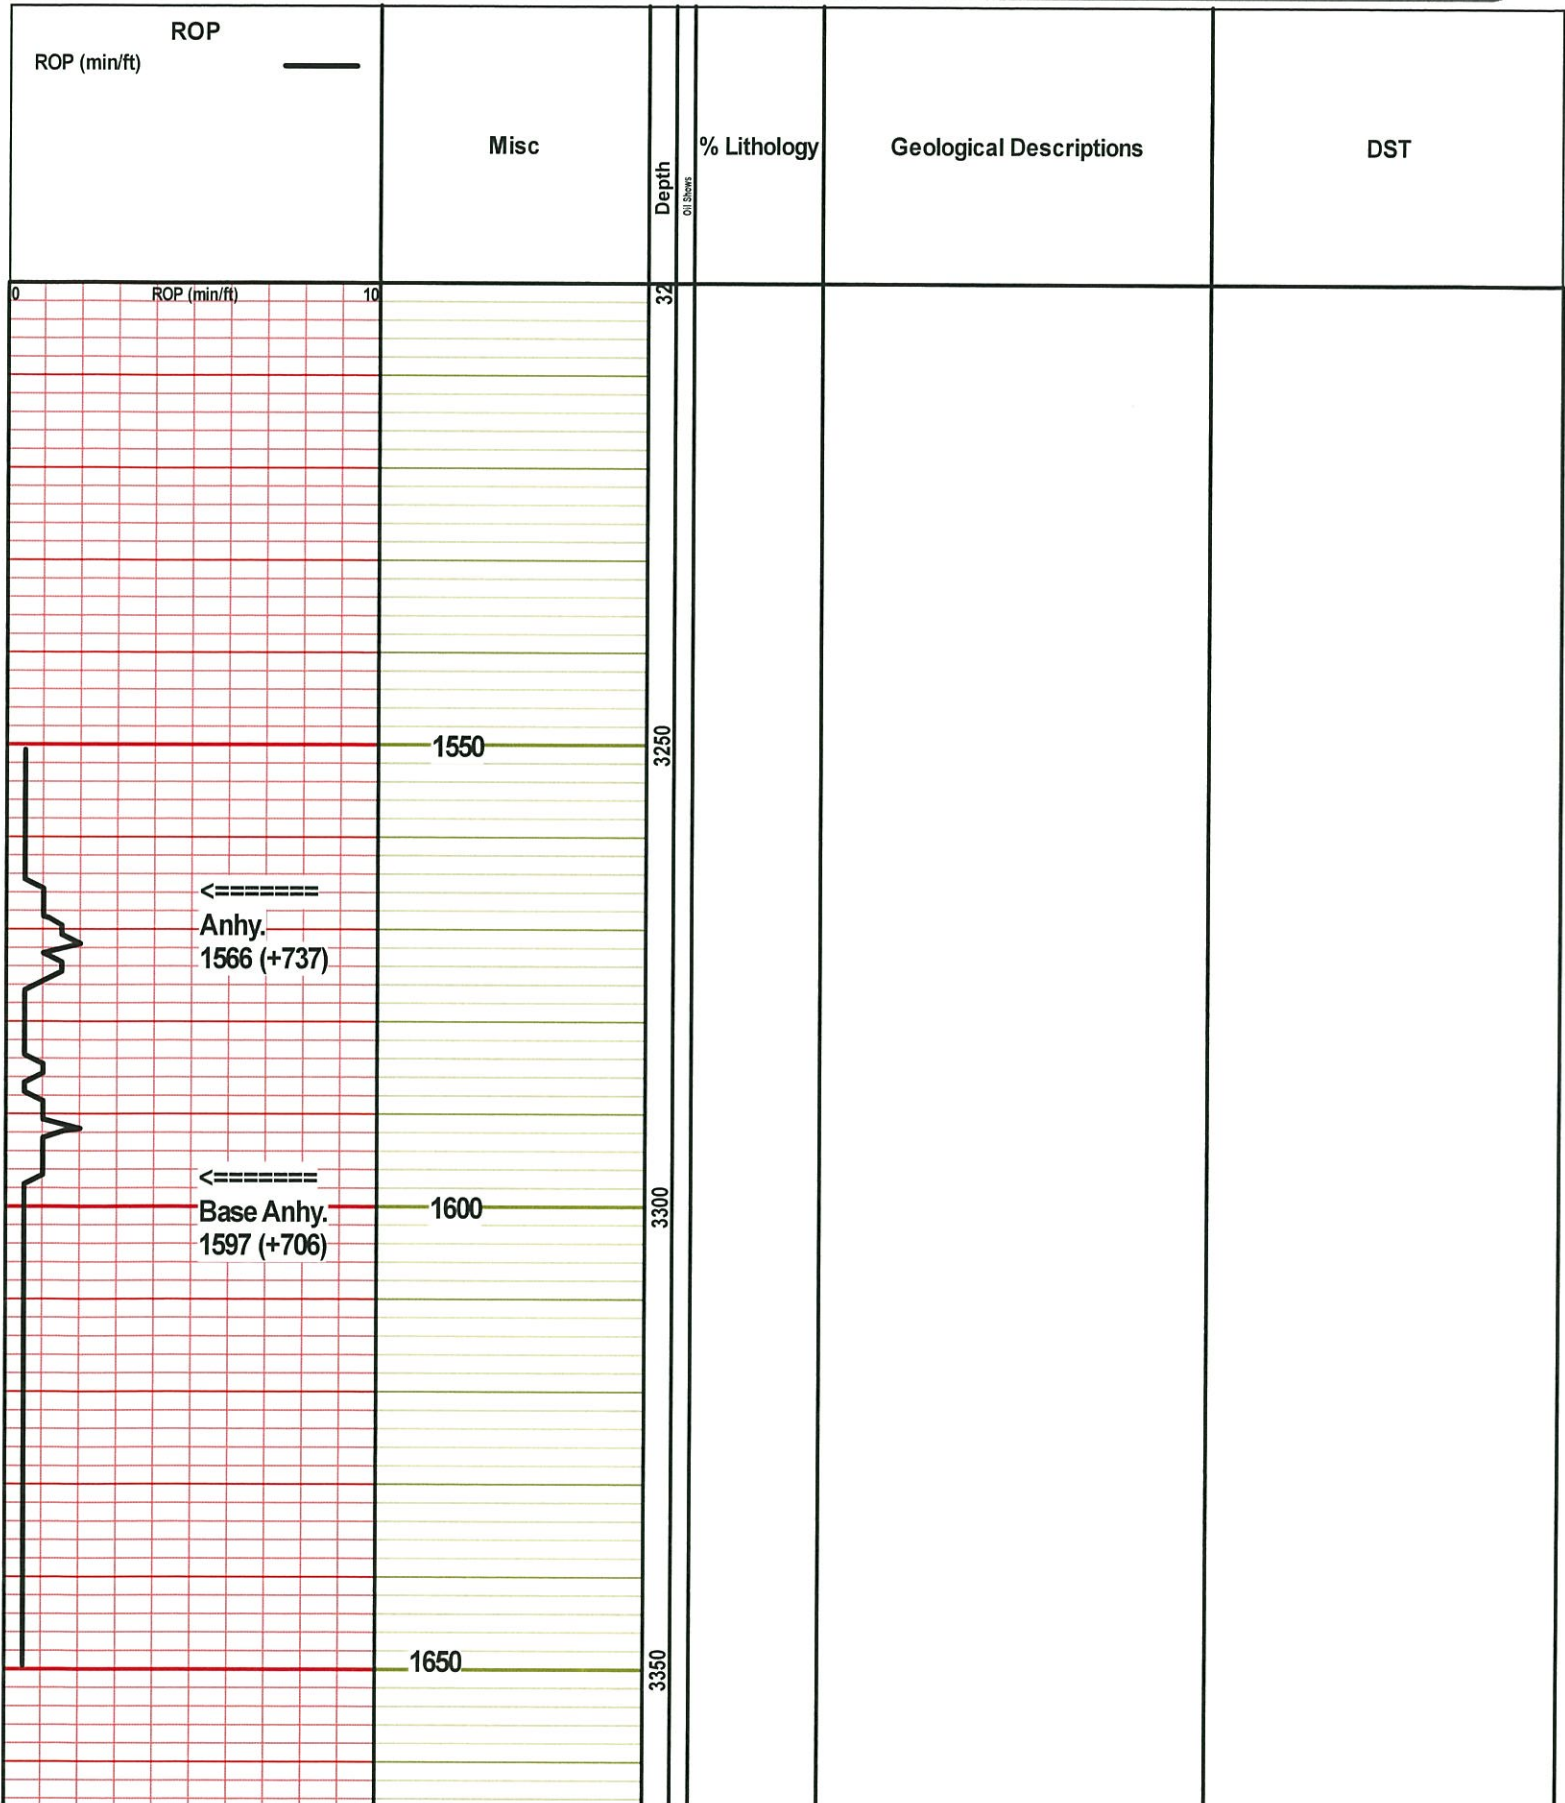 ROP
ROP (min/ft)
Misc
Depth
Oil Shows
% Lithology
Geological Descriptions
DST
0 ROP (min/ft) 10
32
1550
3250
<=======
Anhy.
1566 (+737)
<=======
Base Anhy.
1597 (+706)
1600
3300
1650
3350